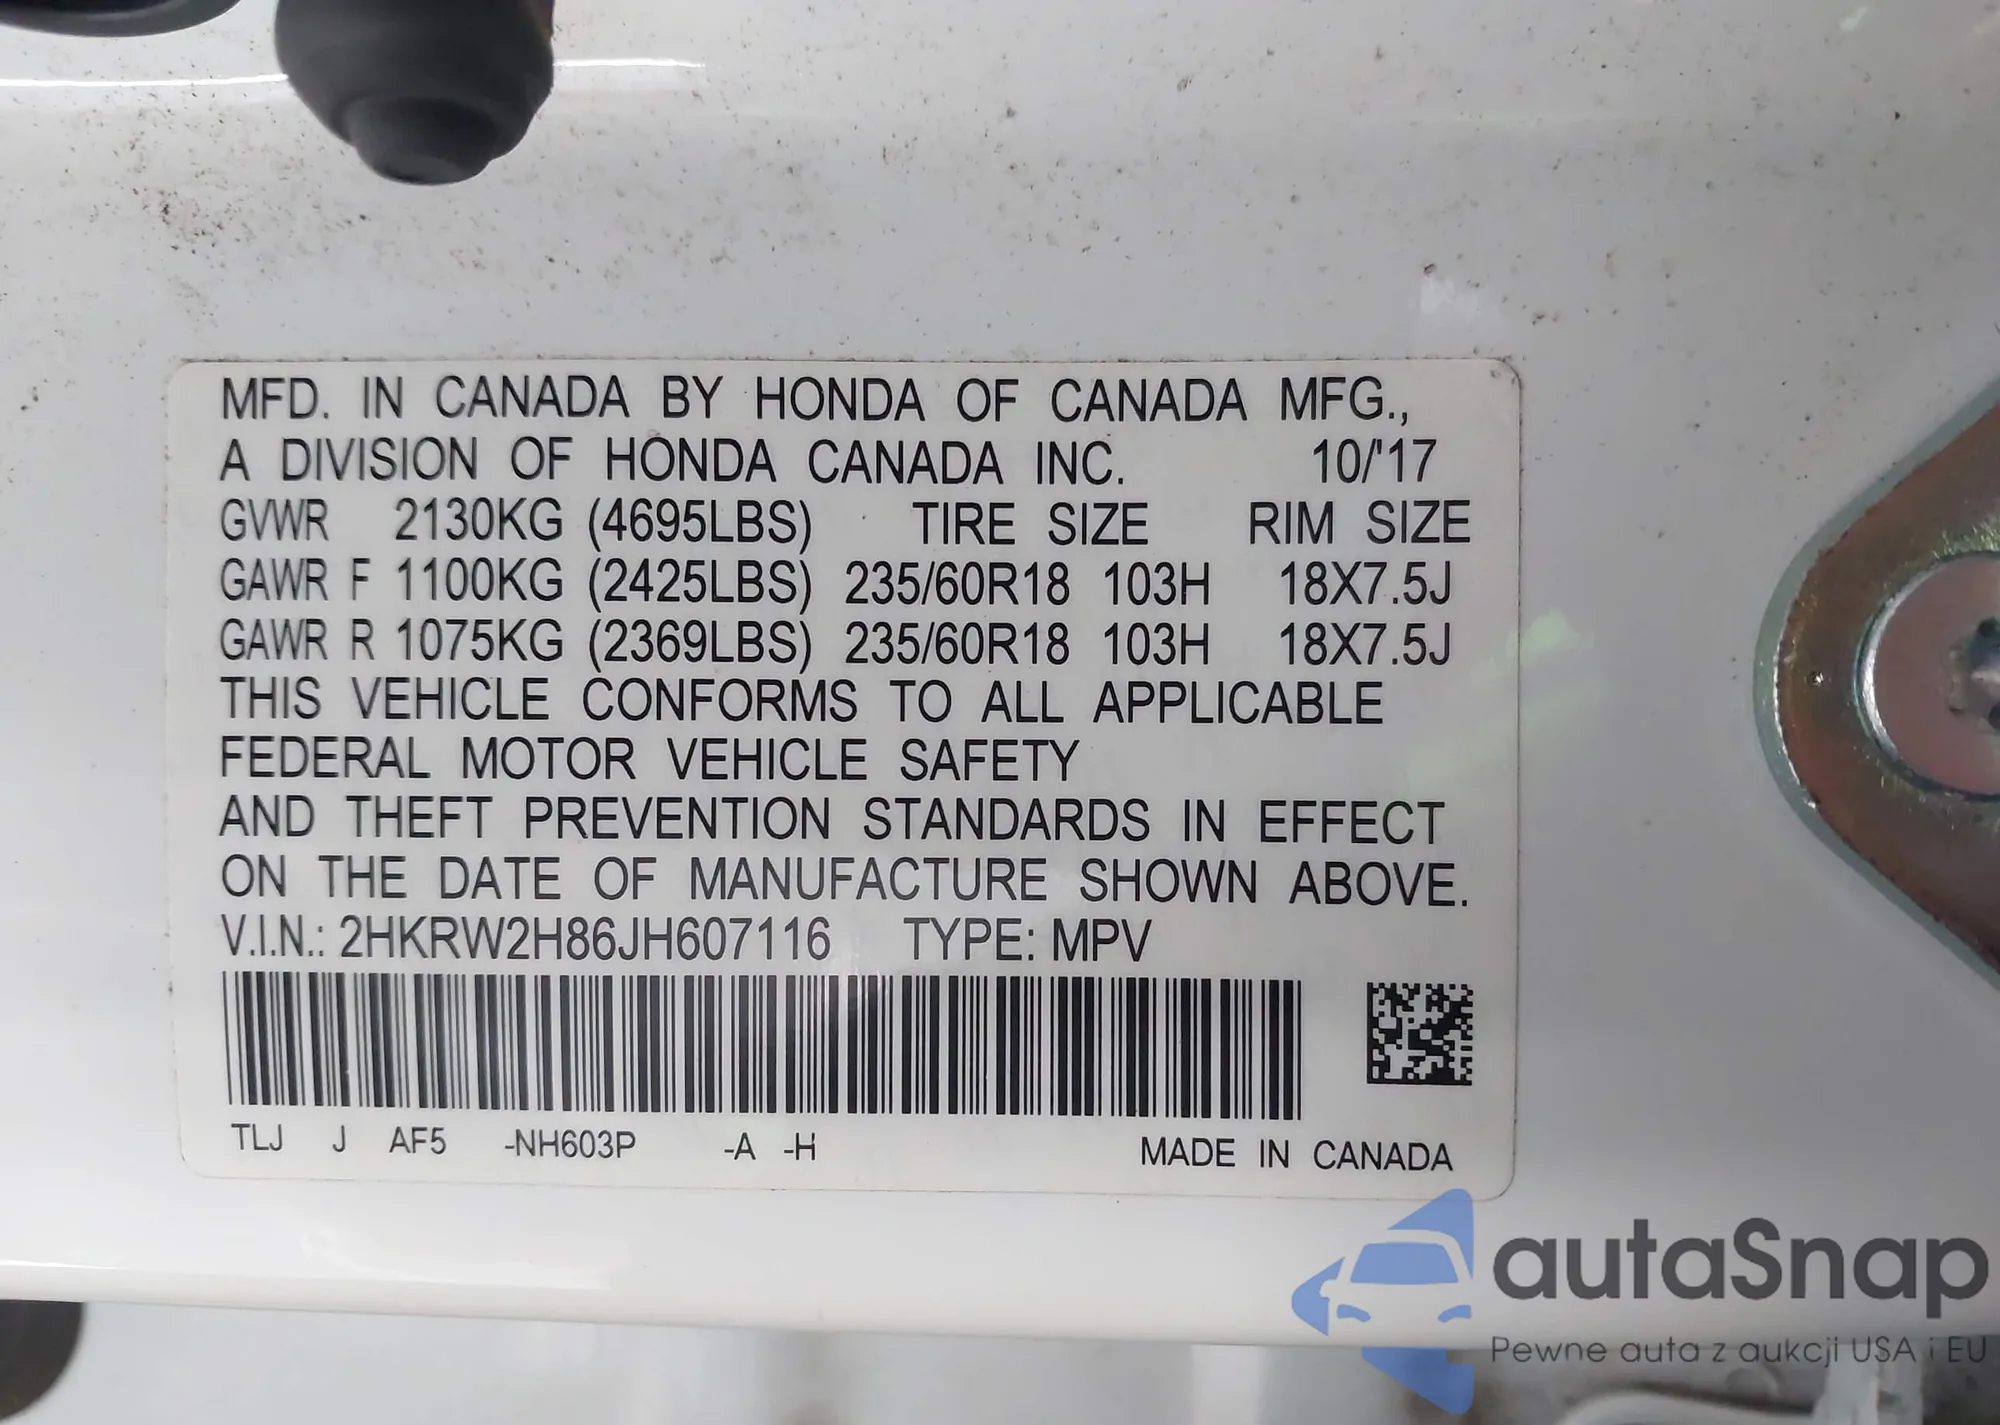 MFD. IN CANADA BY HONDA OF CANADA MFG.,
A DIVISION OF HONDA CANADA INC. 10/'17
GVWR 2130KG (4695LBS) TIRE SIZE RIM SIZE
GAWR F 1100KG (2425LBS) 235/60R18 103H 18X7.5J
GAWR R 1075KG (2369LBS) 235/60R18 103H 18X7.5J
THIS VEHICLE CONFORMS TO ALL APPLICABLE
FEDERAL MOTOR VEHICLE SAFETY
AND THEFT PREVENTION STANDARDS IN EFFECT
ON THE DATE OF MANUFACTURE SHOWN ABOVE.
V.I.N.: 2HKRW2H86JH607116 TYPE: MPV
TLJ J AF5 -NH603P -A -H MADE IN CANADA
autaSnap
Pewne auta z aukcji USA i EU